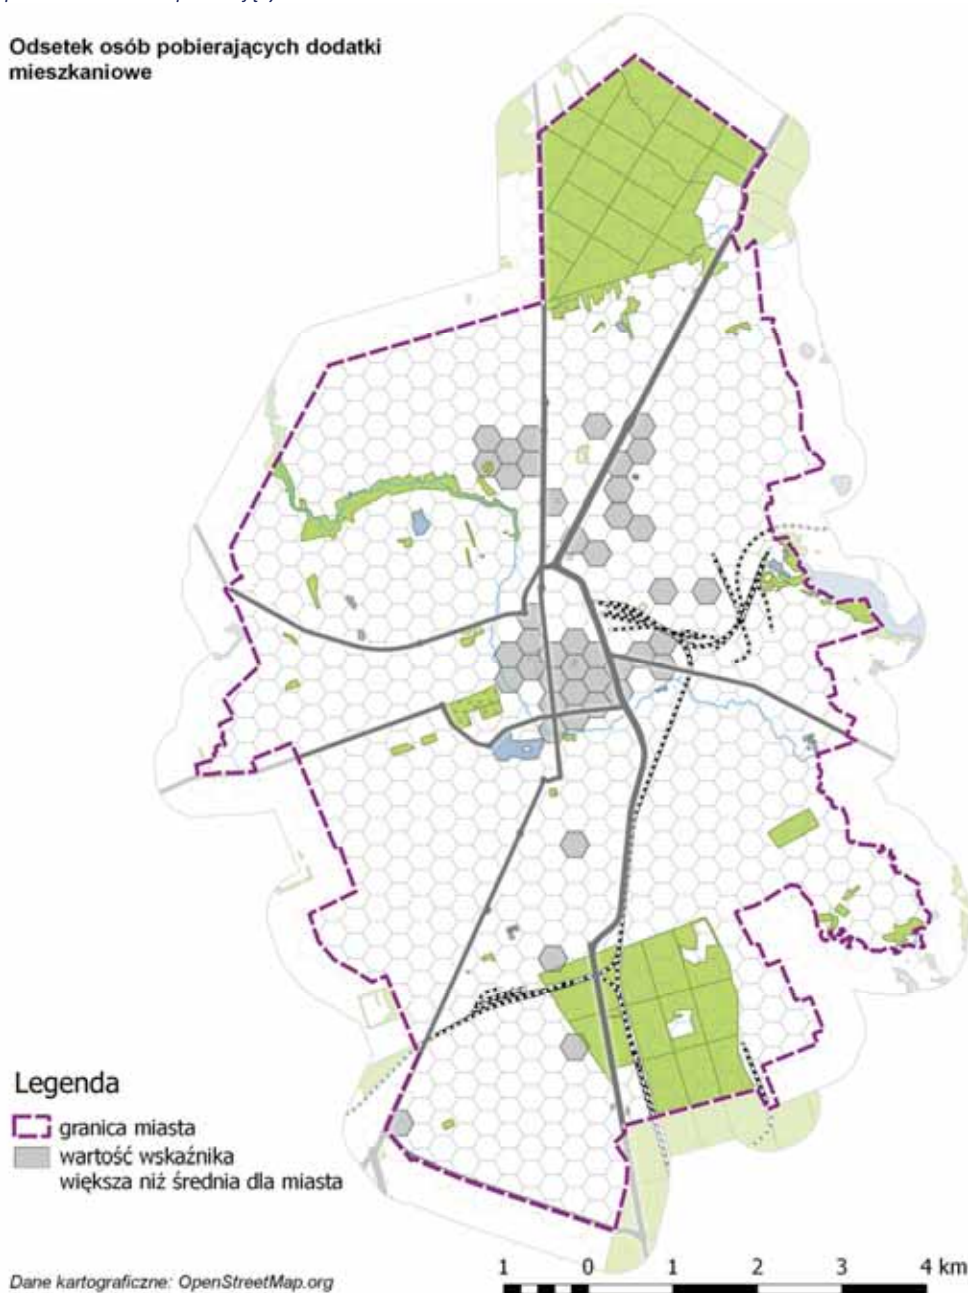 Odsetek osób pobierających dodatki
mieszkaniowe
Legenda
granica miasta
wartość wskaźnika
większa niż średnia dla miasta
Dane kartograficzne: OpenStreetMap.org
1 0 1 2 3 4 km